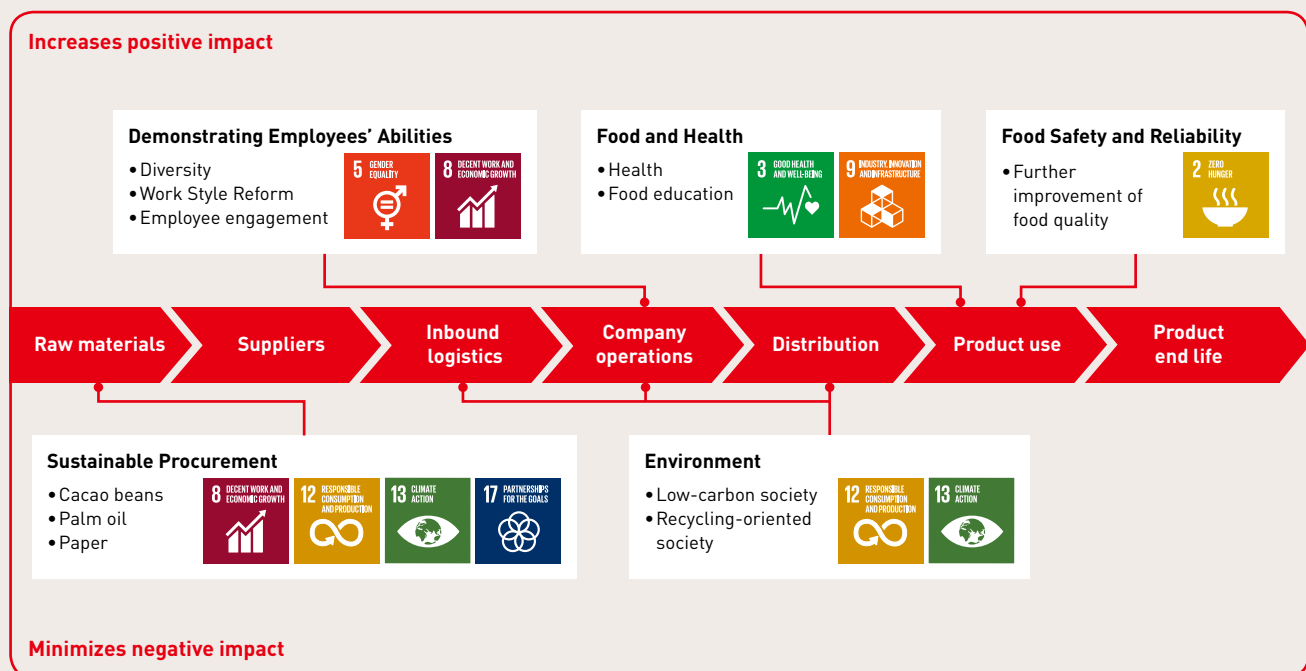 Increases positive impact
Demonstrating Employees' Abilities
• Diversity
• Work Style Reform
• Employee engagement
5 GENDER
EQUALITY
8 DECENT WORK AND
ECONOMIC GROWTH
Food and Health
• Health
• Food education
3 GOOD HEALTH
AND WELL-BEING
9 INDUSTRY, INNOVATION
AND INFRASTRUCTURE
Food Safety and Reliability
• Further
improvement of
food quality
2 ZERO
HUNGER
Raw materials
Suppliers
Inbound
logistics
Company
operations
Distribution
Product use
Product
end life
Sustainable Procurement
• Cacao beans
• Palm oil
• Paper
8 DECENT WORK AND
ECONOMIC GROWTH
12 RESPONSIBLE
CONSUMPTION
AND PRODUCTION
13 CLIMATE
ACTION
17 PARTNERSHIPS
FOR THE GOALS
Environment
• Low-carbon society
• Recycling-oriented
society
12 RESPONSIBLE
CONSUMPTION
AND PRODUCTION
13 CLIMATE
ACTION
Minimizes negative impact